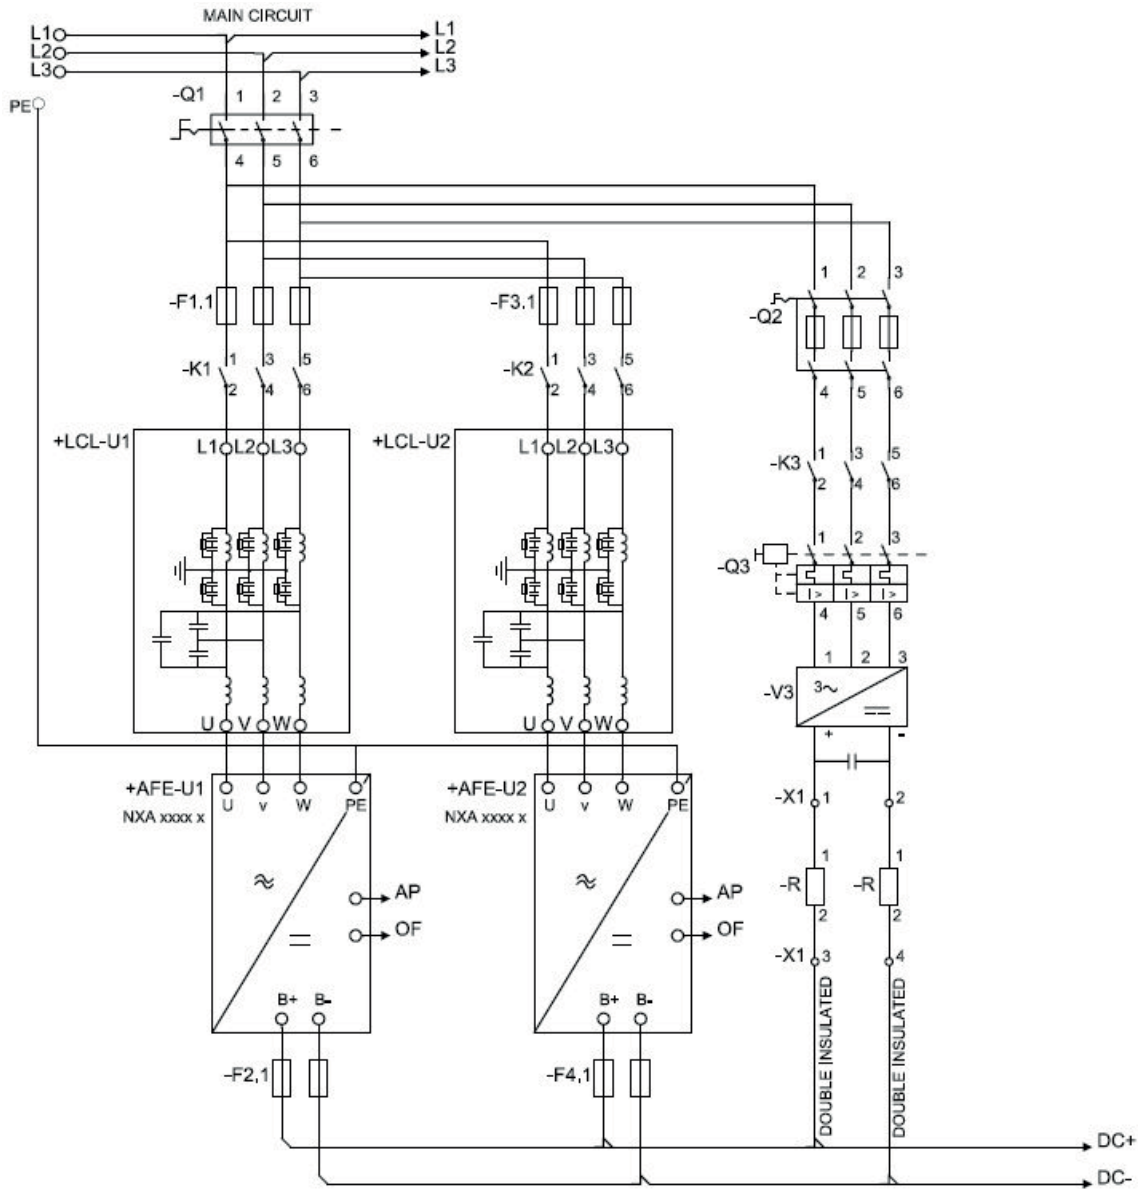 MAIN CIRCUIT
L1 L1
L2 L2
L3 L3
PE
-Q1 1 2 3
4 5 6
1 2 3
-F1.1 -F3.1 -Q2
-K1 1 3 5 -K2 1 3 5
2 4 6 2 4 6 4 5 6
+LCL-U1 L1 L2 L3 +LCL-U2 L1 L2 L3
-K3 1 3 5
2 4 6
1 2 3
-Q3
I> I> I>
4 5 6
1 2 3
-V3 3~
U V W U V W
+ -
+AFE-U1 +AFE-U2
U v W PE U v W PE
NXA xxxx x NXA xxxx x
-X1 1 2
1 1
-R -R
2 2
AP AP
OF OF
-X1 3 4
B+ B- B+ B-
DOUBLE INSULATED
DOUBLE INSULATED
-F2,1 -F4,1
DC+
DC-